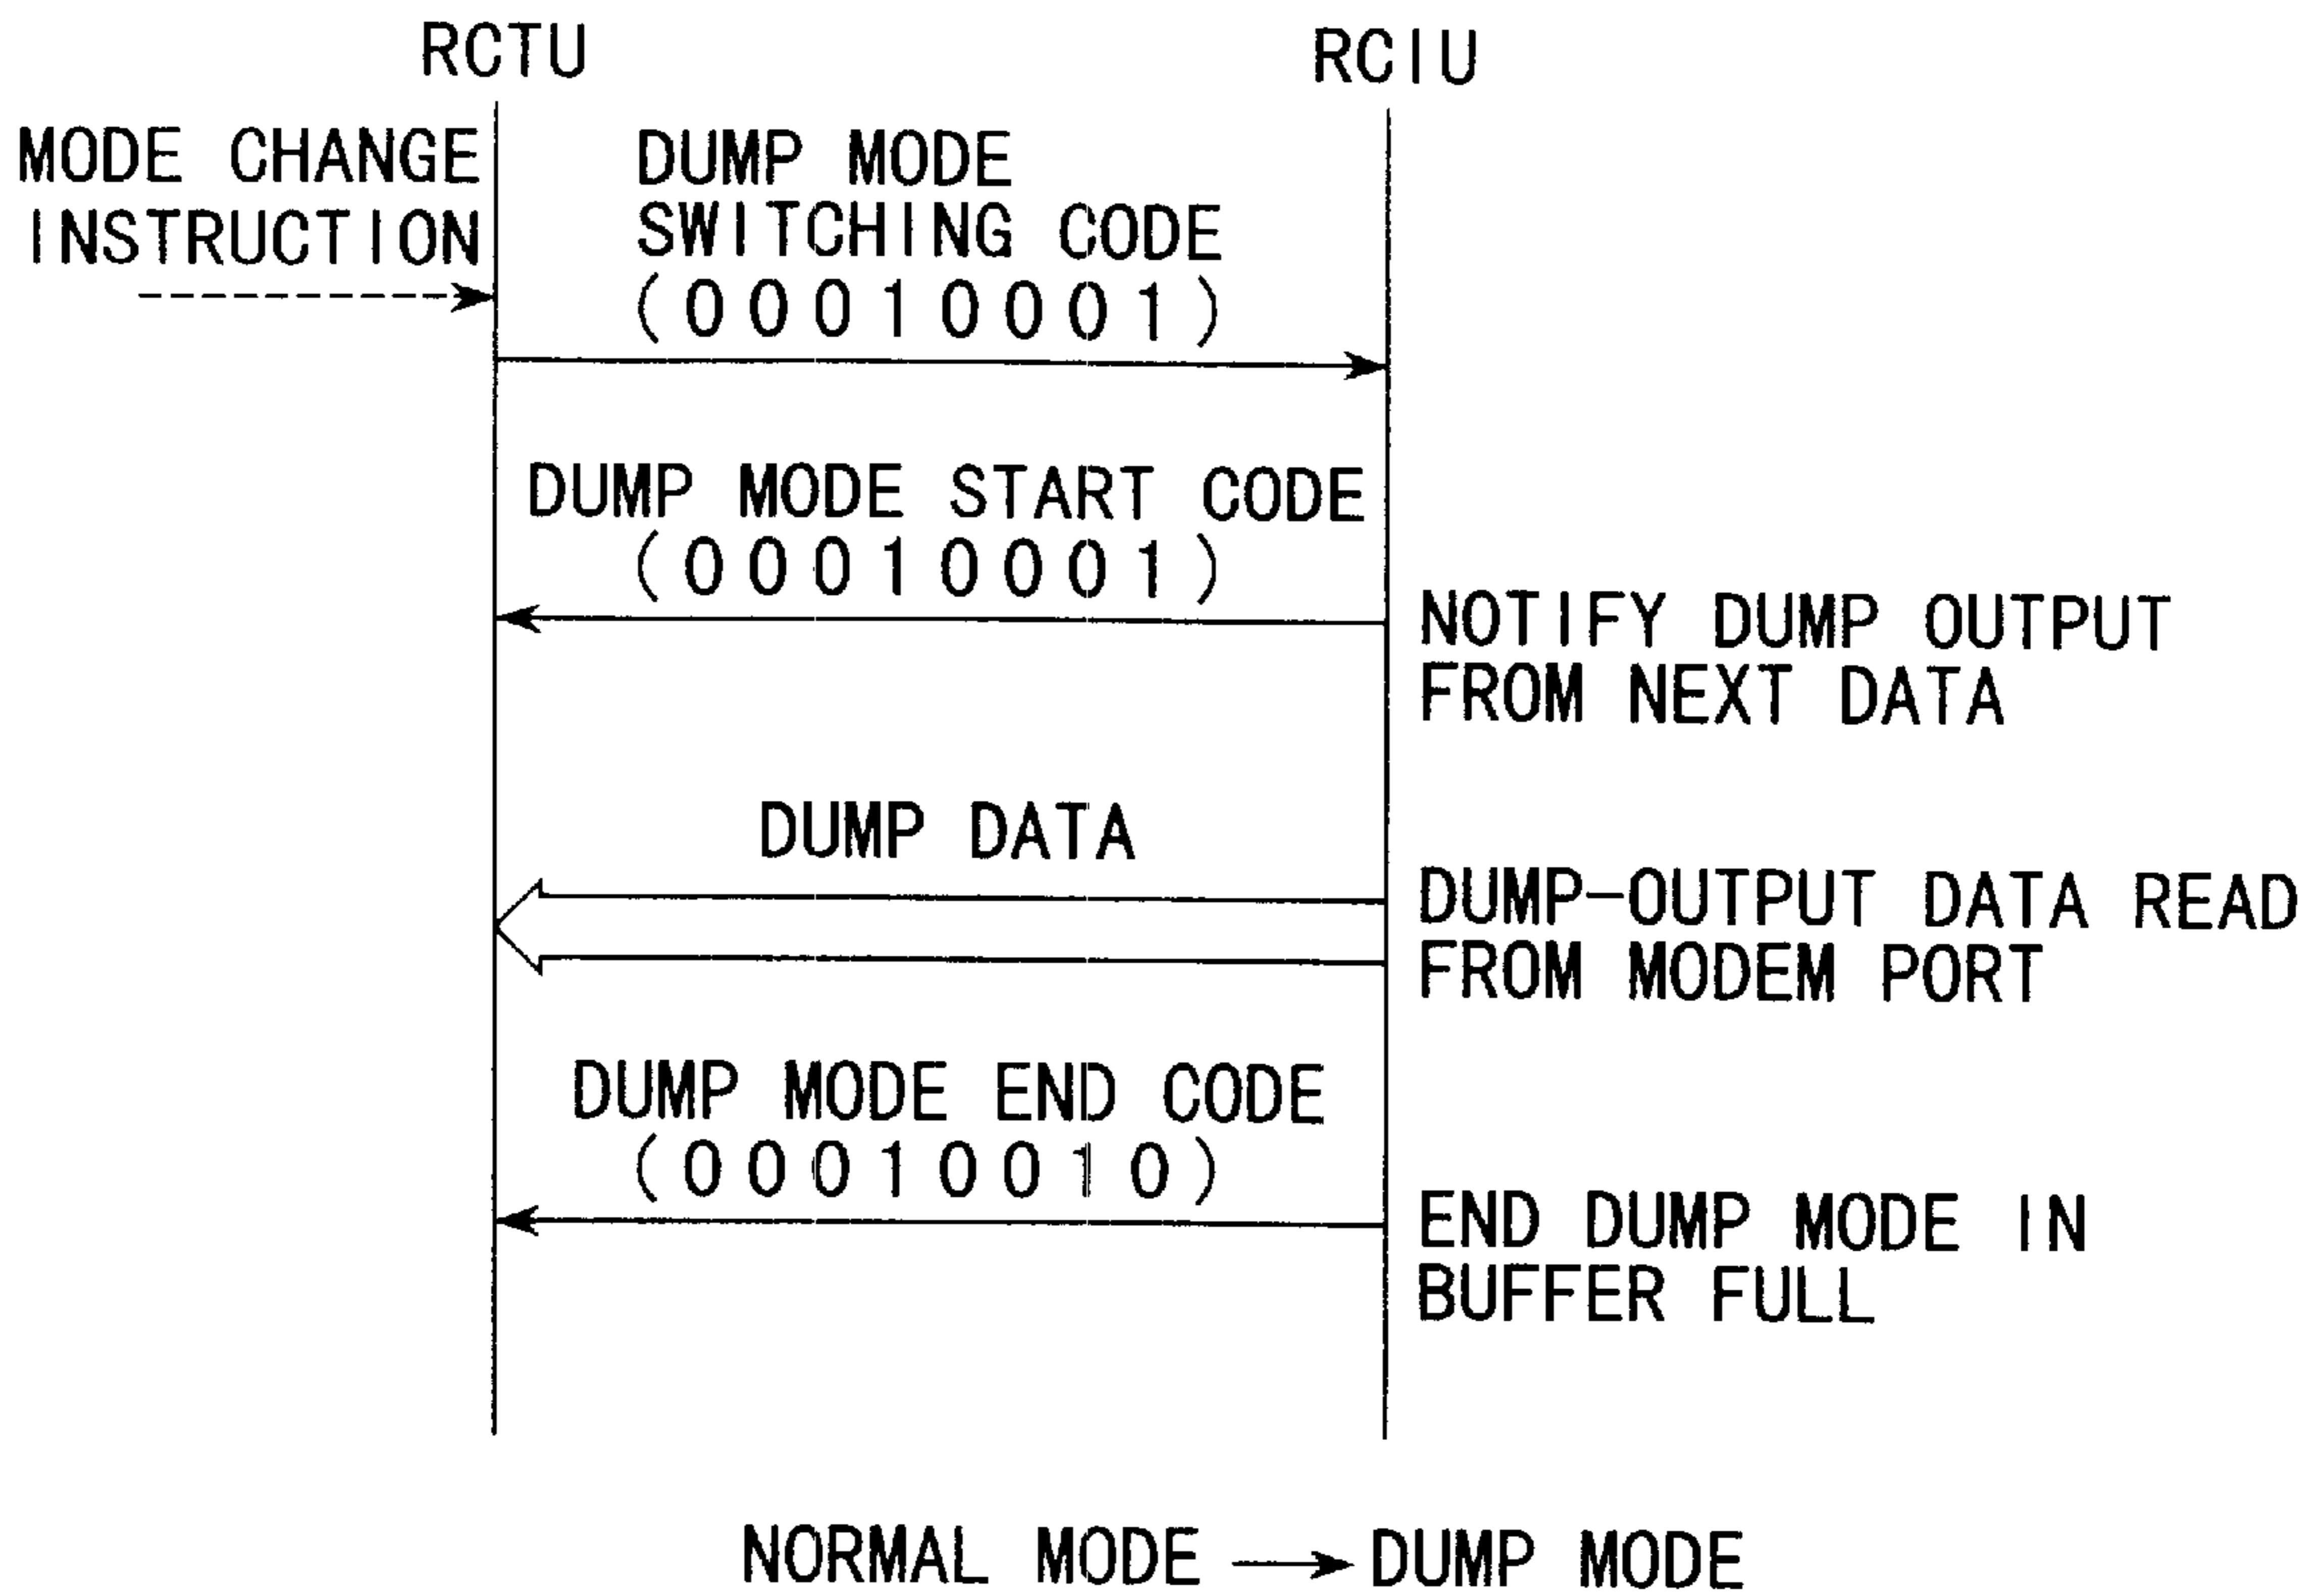 RCTU
RCIU
MODE CHANGE
INSTRUCTION
DUMP MODE
SWITCHING CODE
(00010001)
DUMP MODE START CODE
(00010001)
NOTIFY DUMP OUTPUT
FROM NEXT DATA
DUMP DATA
DUMP-OUTPUT DATA READ
FROM MODEM PORT
DUMP MODE END CODE
(00010010)
END DUMP MODE IN
BUFFER FULL
NORMAL MODE → DUMP MODE